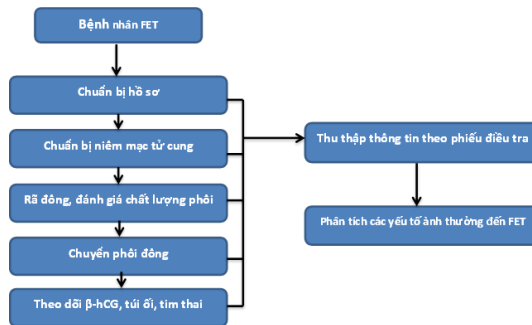 Bệnh nhân FET
Chuẩn bị hồ sơ
Chuẩn bị niêm mạc tử cung
Rã đông, đánh giá chất lượng phôi
Chuyển phôi đông
Theo dõi β-hCG, túi ối, tim thai
Thu thập thông tin theo phiếu điều tra
Phân tích các yếu tố ảnh thường đến FET